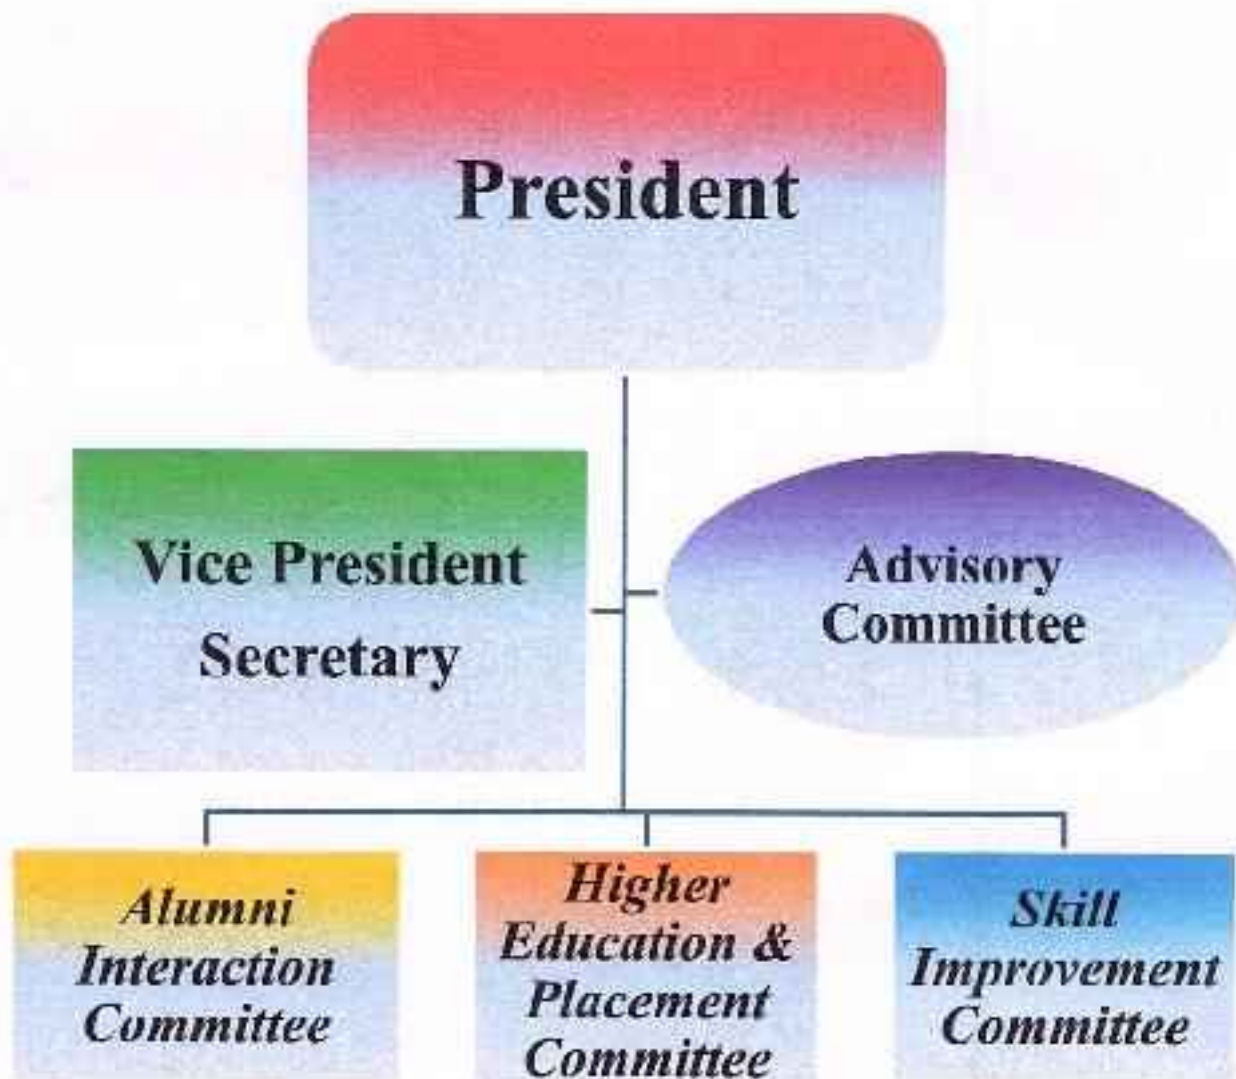 President
Vice President
Secretary
Advisory
Committee
Alumni
Interaction
Committee
Higher
Education &
Placement
Committee
Skill
Improvement
Committee